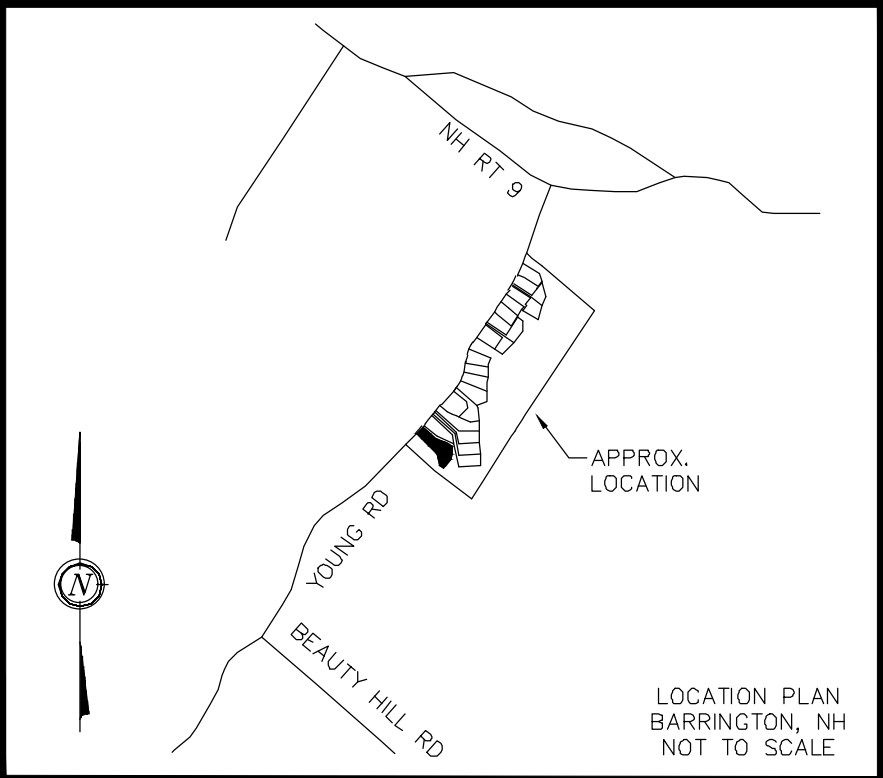 NH RT 9
APPROX.
LOCATION
YOUNG RD
N
BEAUTY HILL RD
LOCATION PLAN
BARRINGTON, NH
NOT TO SCALE